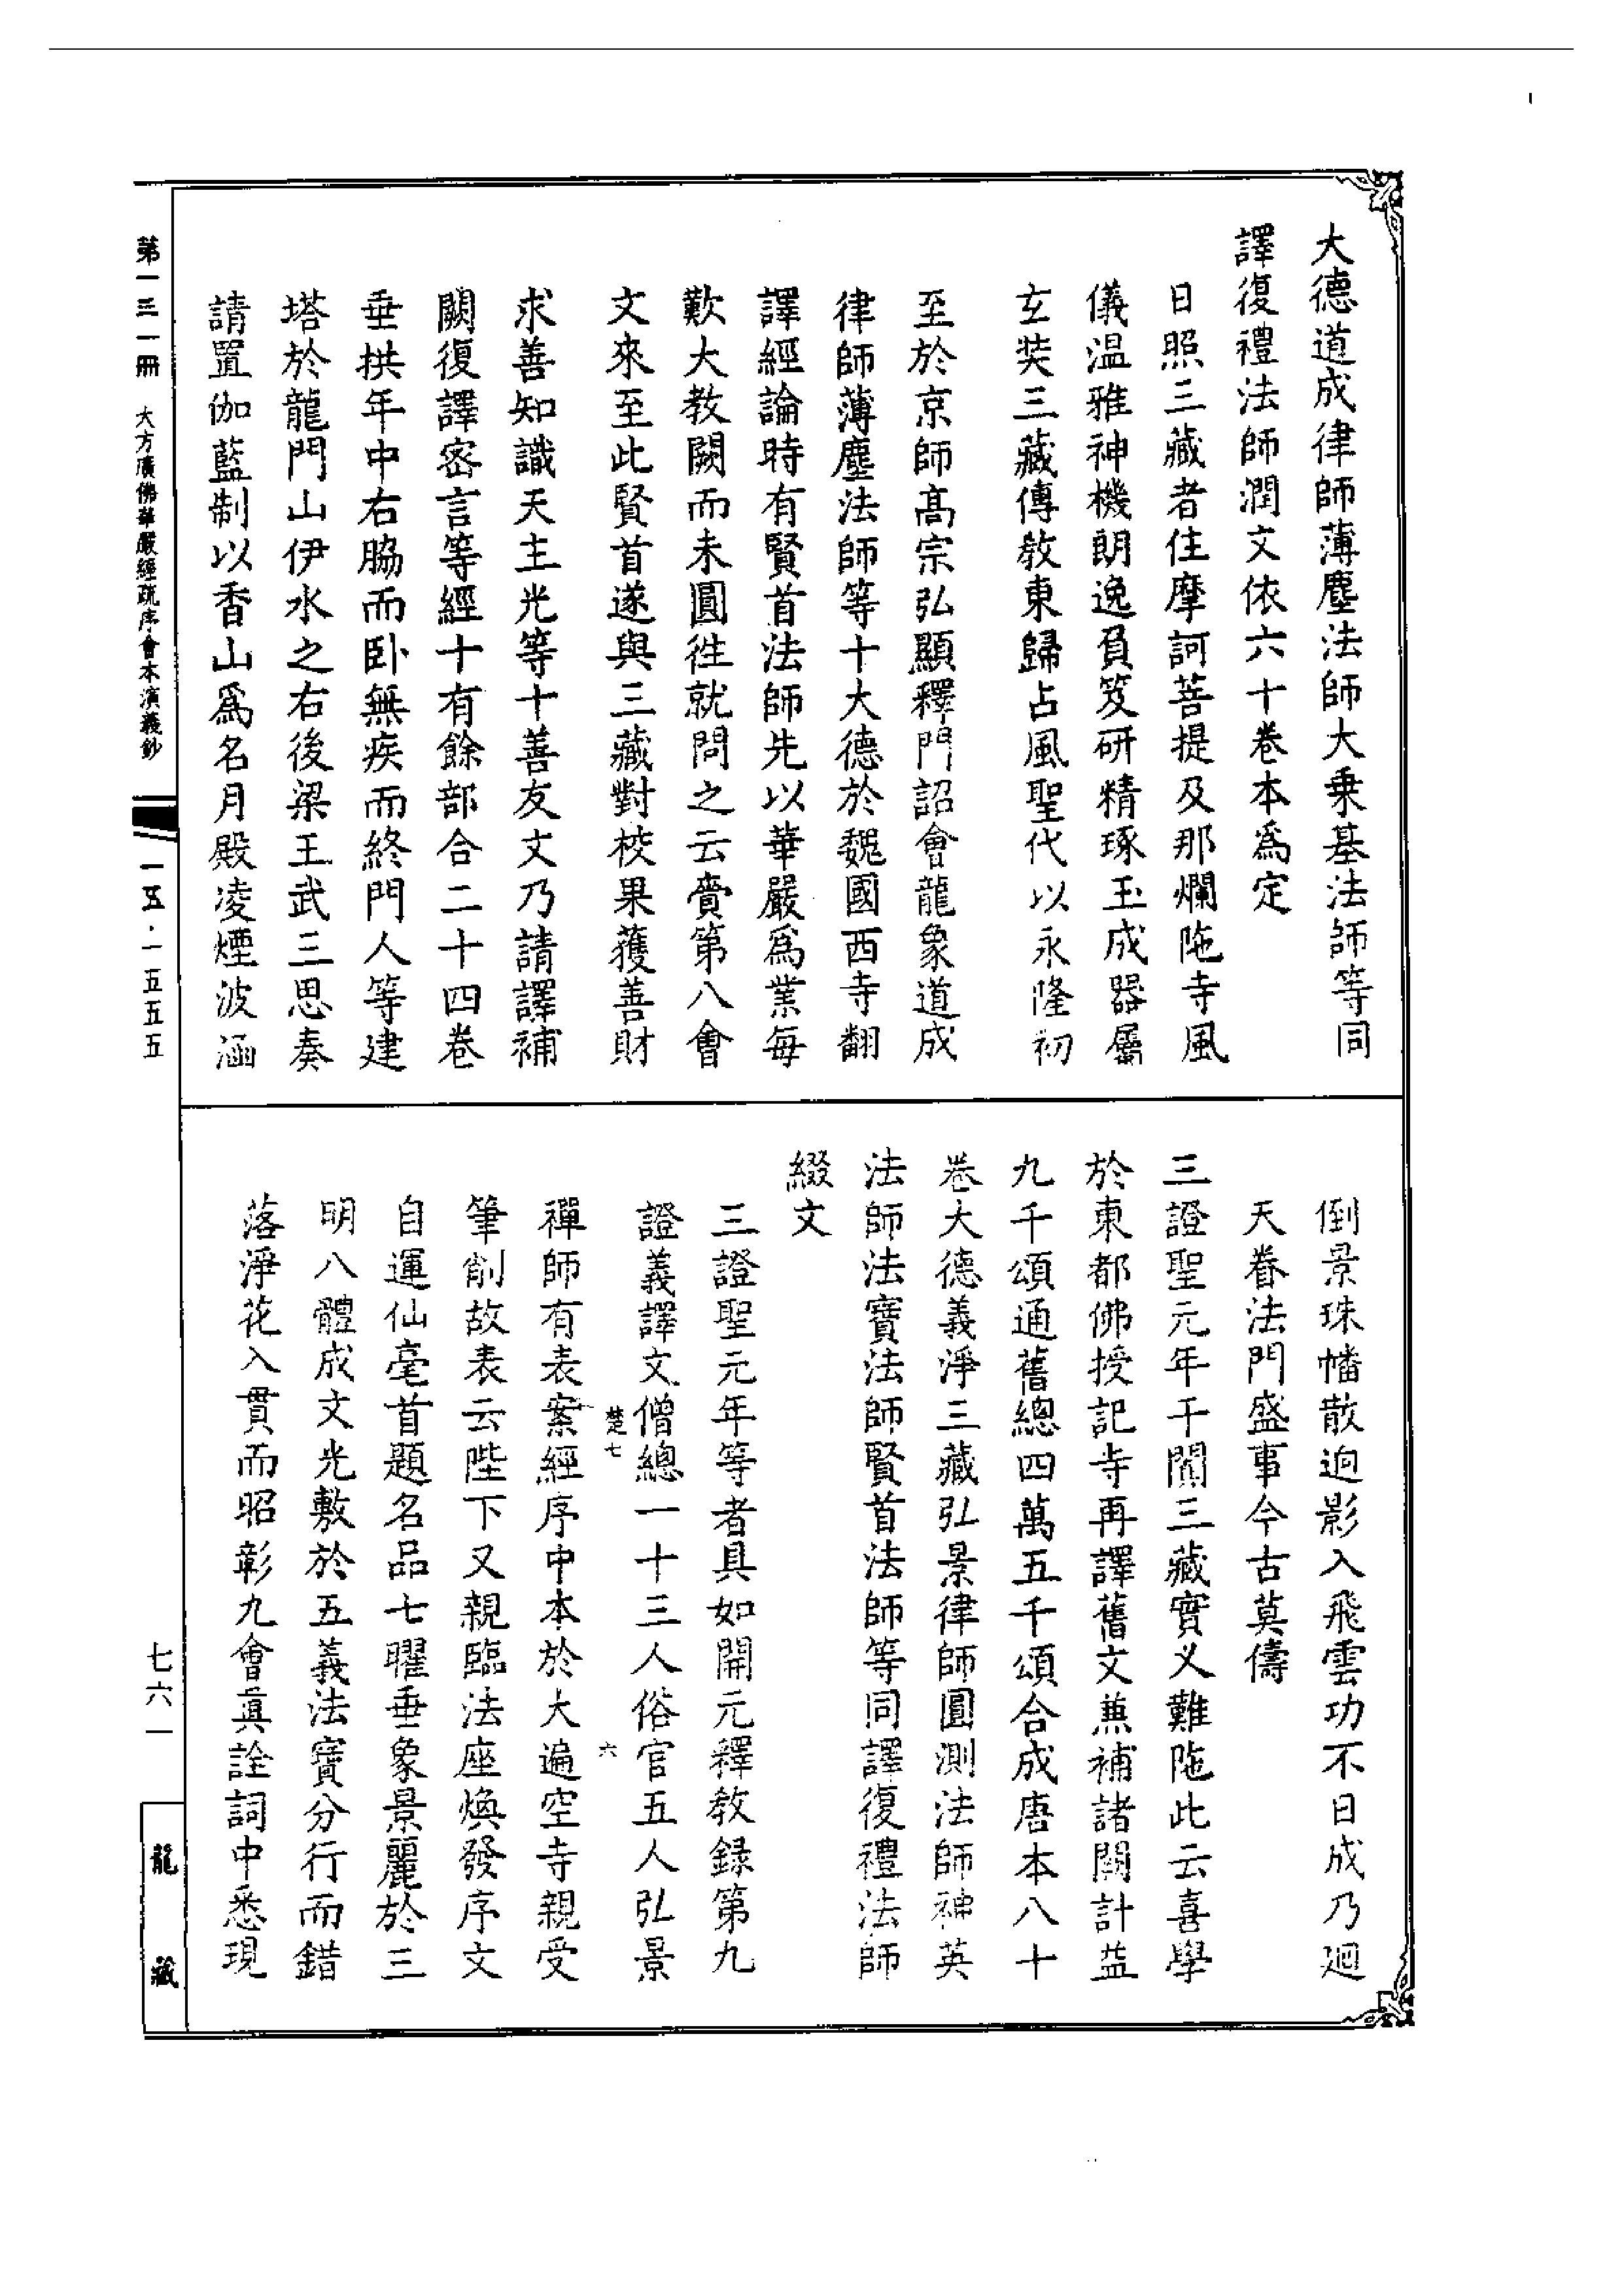 大德道成律師薄塵法師大乗基法師等同
譯復禮法師潤文依六十卷本爲定
日照三藏者住摩訶菩提及那爛陁寺風
儀温雅神機朗逸負笈研精琢玉成器屬
玄奘三藏傳教東歸占風聖代以永隆初
至於京師高宗弘顯釋門詔會龍象道成
律師薄塵法師等十大德於魏國西寺翻
譯經論時有賢首法師先以華嚴爲業每
歎大教闕而未圓徃就問之云賷第八會
文來至此賢首遂與三藏對校果獲善財
求善知識天主光等十善友文乃請譯補
闕復譯密言等經十有餘部合二十四卷
垂拱年中右脇而卧無疾而終門人等建
塔於龍門山伊水之右後梁王武三思奏
請置伽藍制以香山爲名月殿凌煙波涵
倒景珠幡散逈影入飛雲功不日成乃迴
天眷法門盛事今古莫儔
三證聖元年于闐三藏實义難陁此云喜學
於東都佛授記寺再譯舊文兼補諸闕計益
九千頌通舊總四萬五千頌合成唐本八十
卷大德義淨三藏弘景律師圓測法師神英
法師法寶法師賢首法師等同譯復禮法師
綴文
三證聖元年等者具如開元釋教録第九
證義譯文僧總一十三人俗官五人弘景
楚七
六
禪師有表案經序中本於大遍空寺親受
筆削故表云陛下又親臨法座煥發序文
自運仙毫首題名品七曜垂象景麗於三
明八體成文光敷於五義法寶分行而錯
落淨花入貫而昭彰九會眞詮詞中悉現
第一三一冊　大方廣佛華嚴經疏序會本演義鈔
一五·一五五五
七六一
龍藏